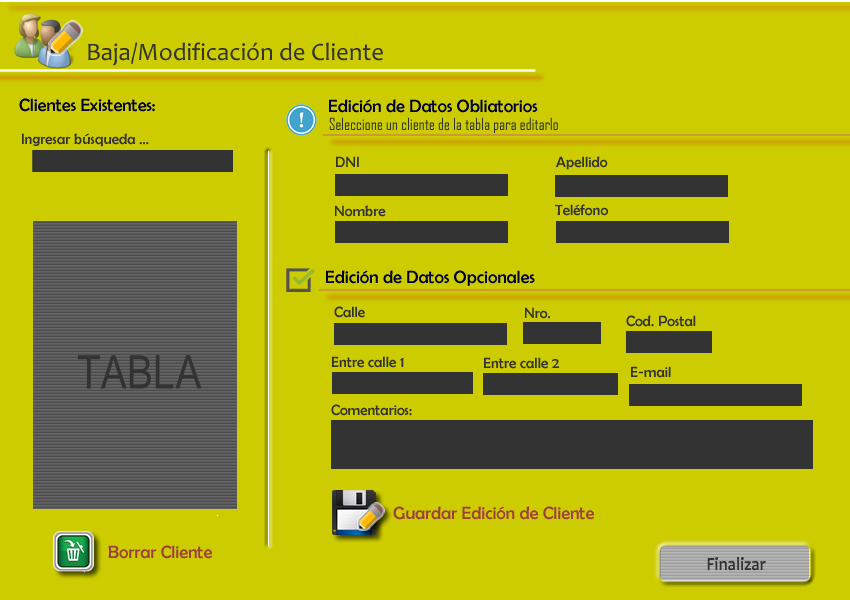 Baja/Modificación de Cliente
Clientes Existentes:
Ingresar búsqueda ...
TABLA
Borrar Cliente
Edición de Datos Obliatorios
Seleccione un cliente de la tabla para editarlo
DNI
Apellido
Nombre
Teléfono
Edición de Datos Opcionales
Calle
Nro.
Cod. Postal
Entre calle 1
Entre calle 2
E-mail
Comentarios:
Guardar Edición de Cliente
Finalizar